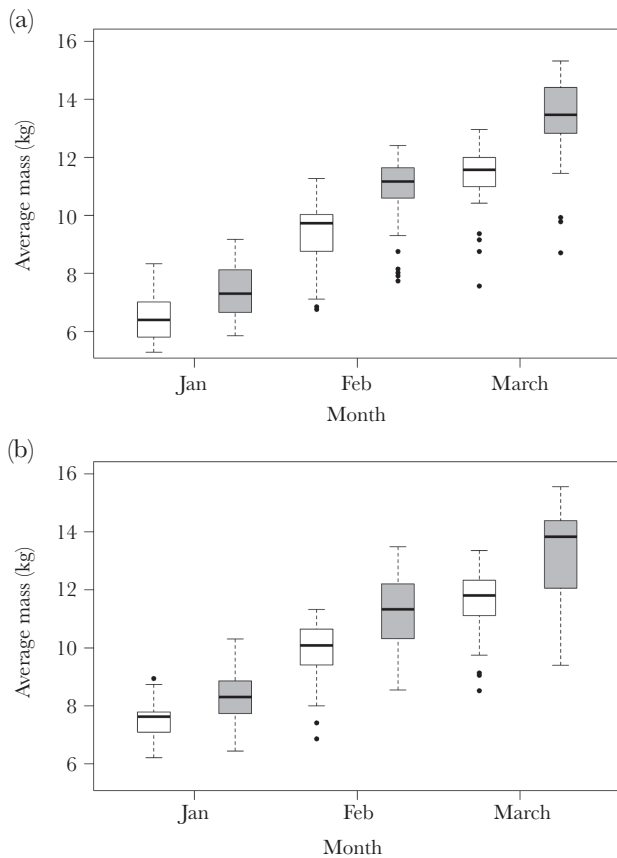 (a)
16
14
12
10
8
6
Average mass (kg)
Jan
Feb
March
Month
(b)
16
14
12
10
8
6
Average mass (kg)
Jan
Feb
March
Month